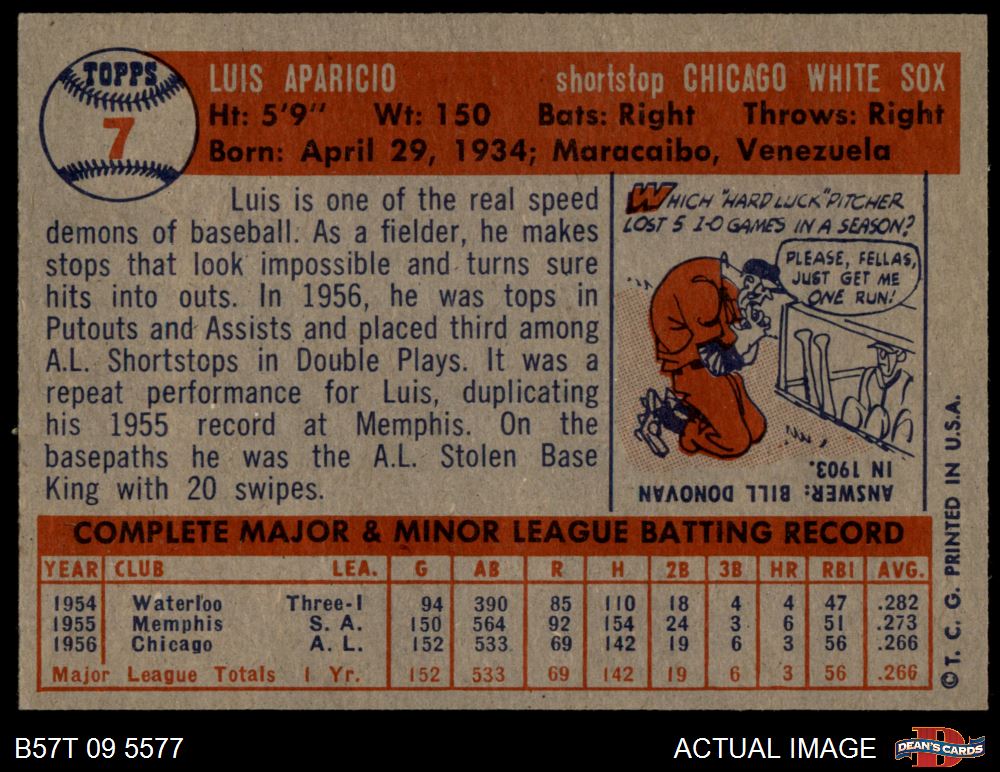 TOPPS
7
LUIS APARICIO shortstop CHICAGO WHITE SOX
Ht: 5'9" Wt: 150 Bats: Right Throws: Right
Born: April 29, 1934; Maracaibo, Venezuela
Luis is one of the real speed
demons of baseball. As a fielder, he makes
stops that look impossible and turns sure
hits into outs. In 1956, he was tops in
Putouts and Assists and placed third among
A.L. Shortstops in Double Plays. It was a
repeat performance for Luis, duplicating
his 1955 record at Memphis. On the
basepaths he was the A.L. Stolen Base
King with 20 swipes.
WHICH "HARD LUCK" PITCHER
LOST 5 1-0 GAMES IN A SEASON?
PLEASE, FELLAS,
JUST GET ME
ONE RUN!
ANSWER: BILL DONOVAN
IN 1903.
COMPLETE MAJOR & MINOR LEAGUE BATTING RECORD
YEAR CLUB LEA. G AB R H 2B 3B HR RBI AVG.
1954 Waterloo Three-I 94 390 85 110 18 4 4 47 .282
1955 Memphis S. A. 150 564 92 154 24 3 6 51 .273
1956 Chicago A. L. 152 533 69 142 19 6 3 56 .266
Major League Totals 1 Yr. 152 533 69 142 19 6 3 56 .266
©T. C. G. PRINTED IN U.S.A.
B57T 09 5577
ACTUAL IMAGE
D
DEAN'S CARDS